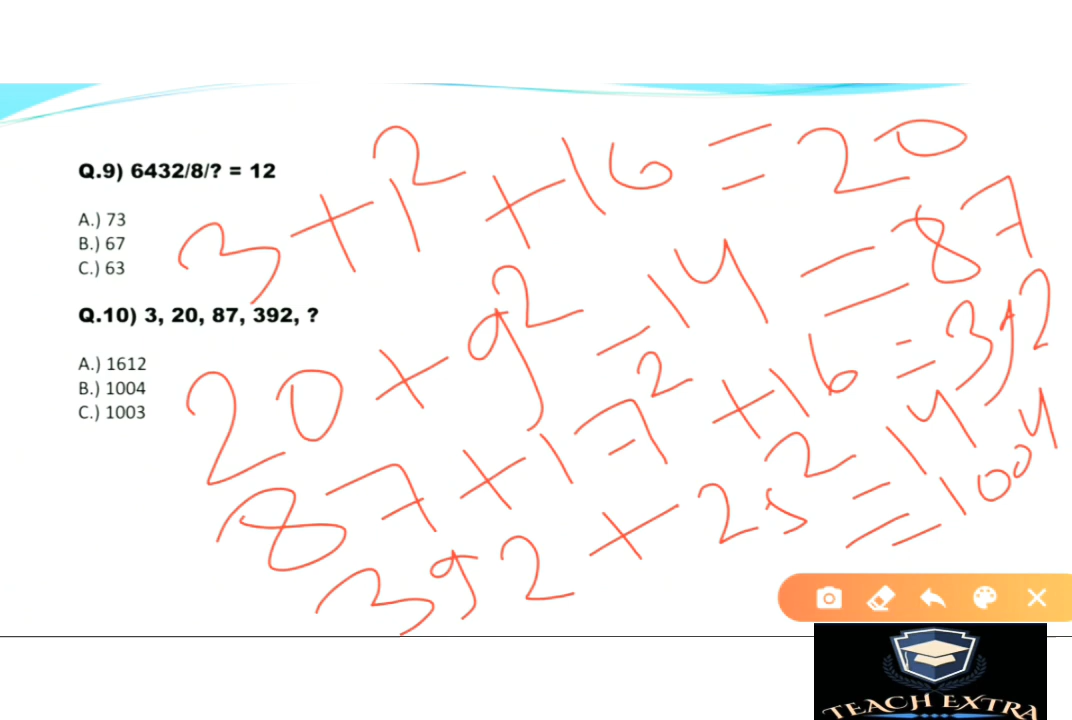 Q.9) 6432/8/? = 12
A.) 73
B.) 67
C.) 63
Q.10) 3, 20, 87, 392, ?
A.) 1612
B.) 1004
C.) 1003
3 + 1² + 16 = 20
20 + 9² - 14 = 87
87 + 17² + 16 = 392
392 + 25² - 14
= 1004
TEACH EXTRA